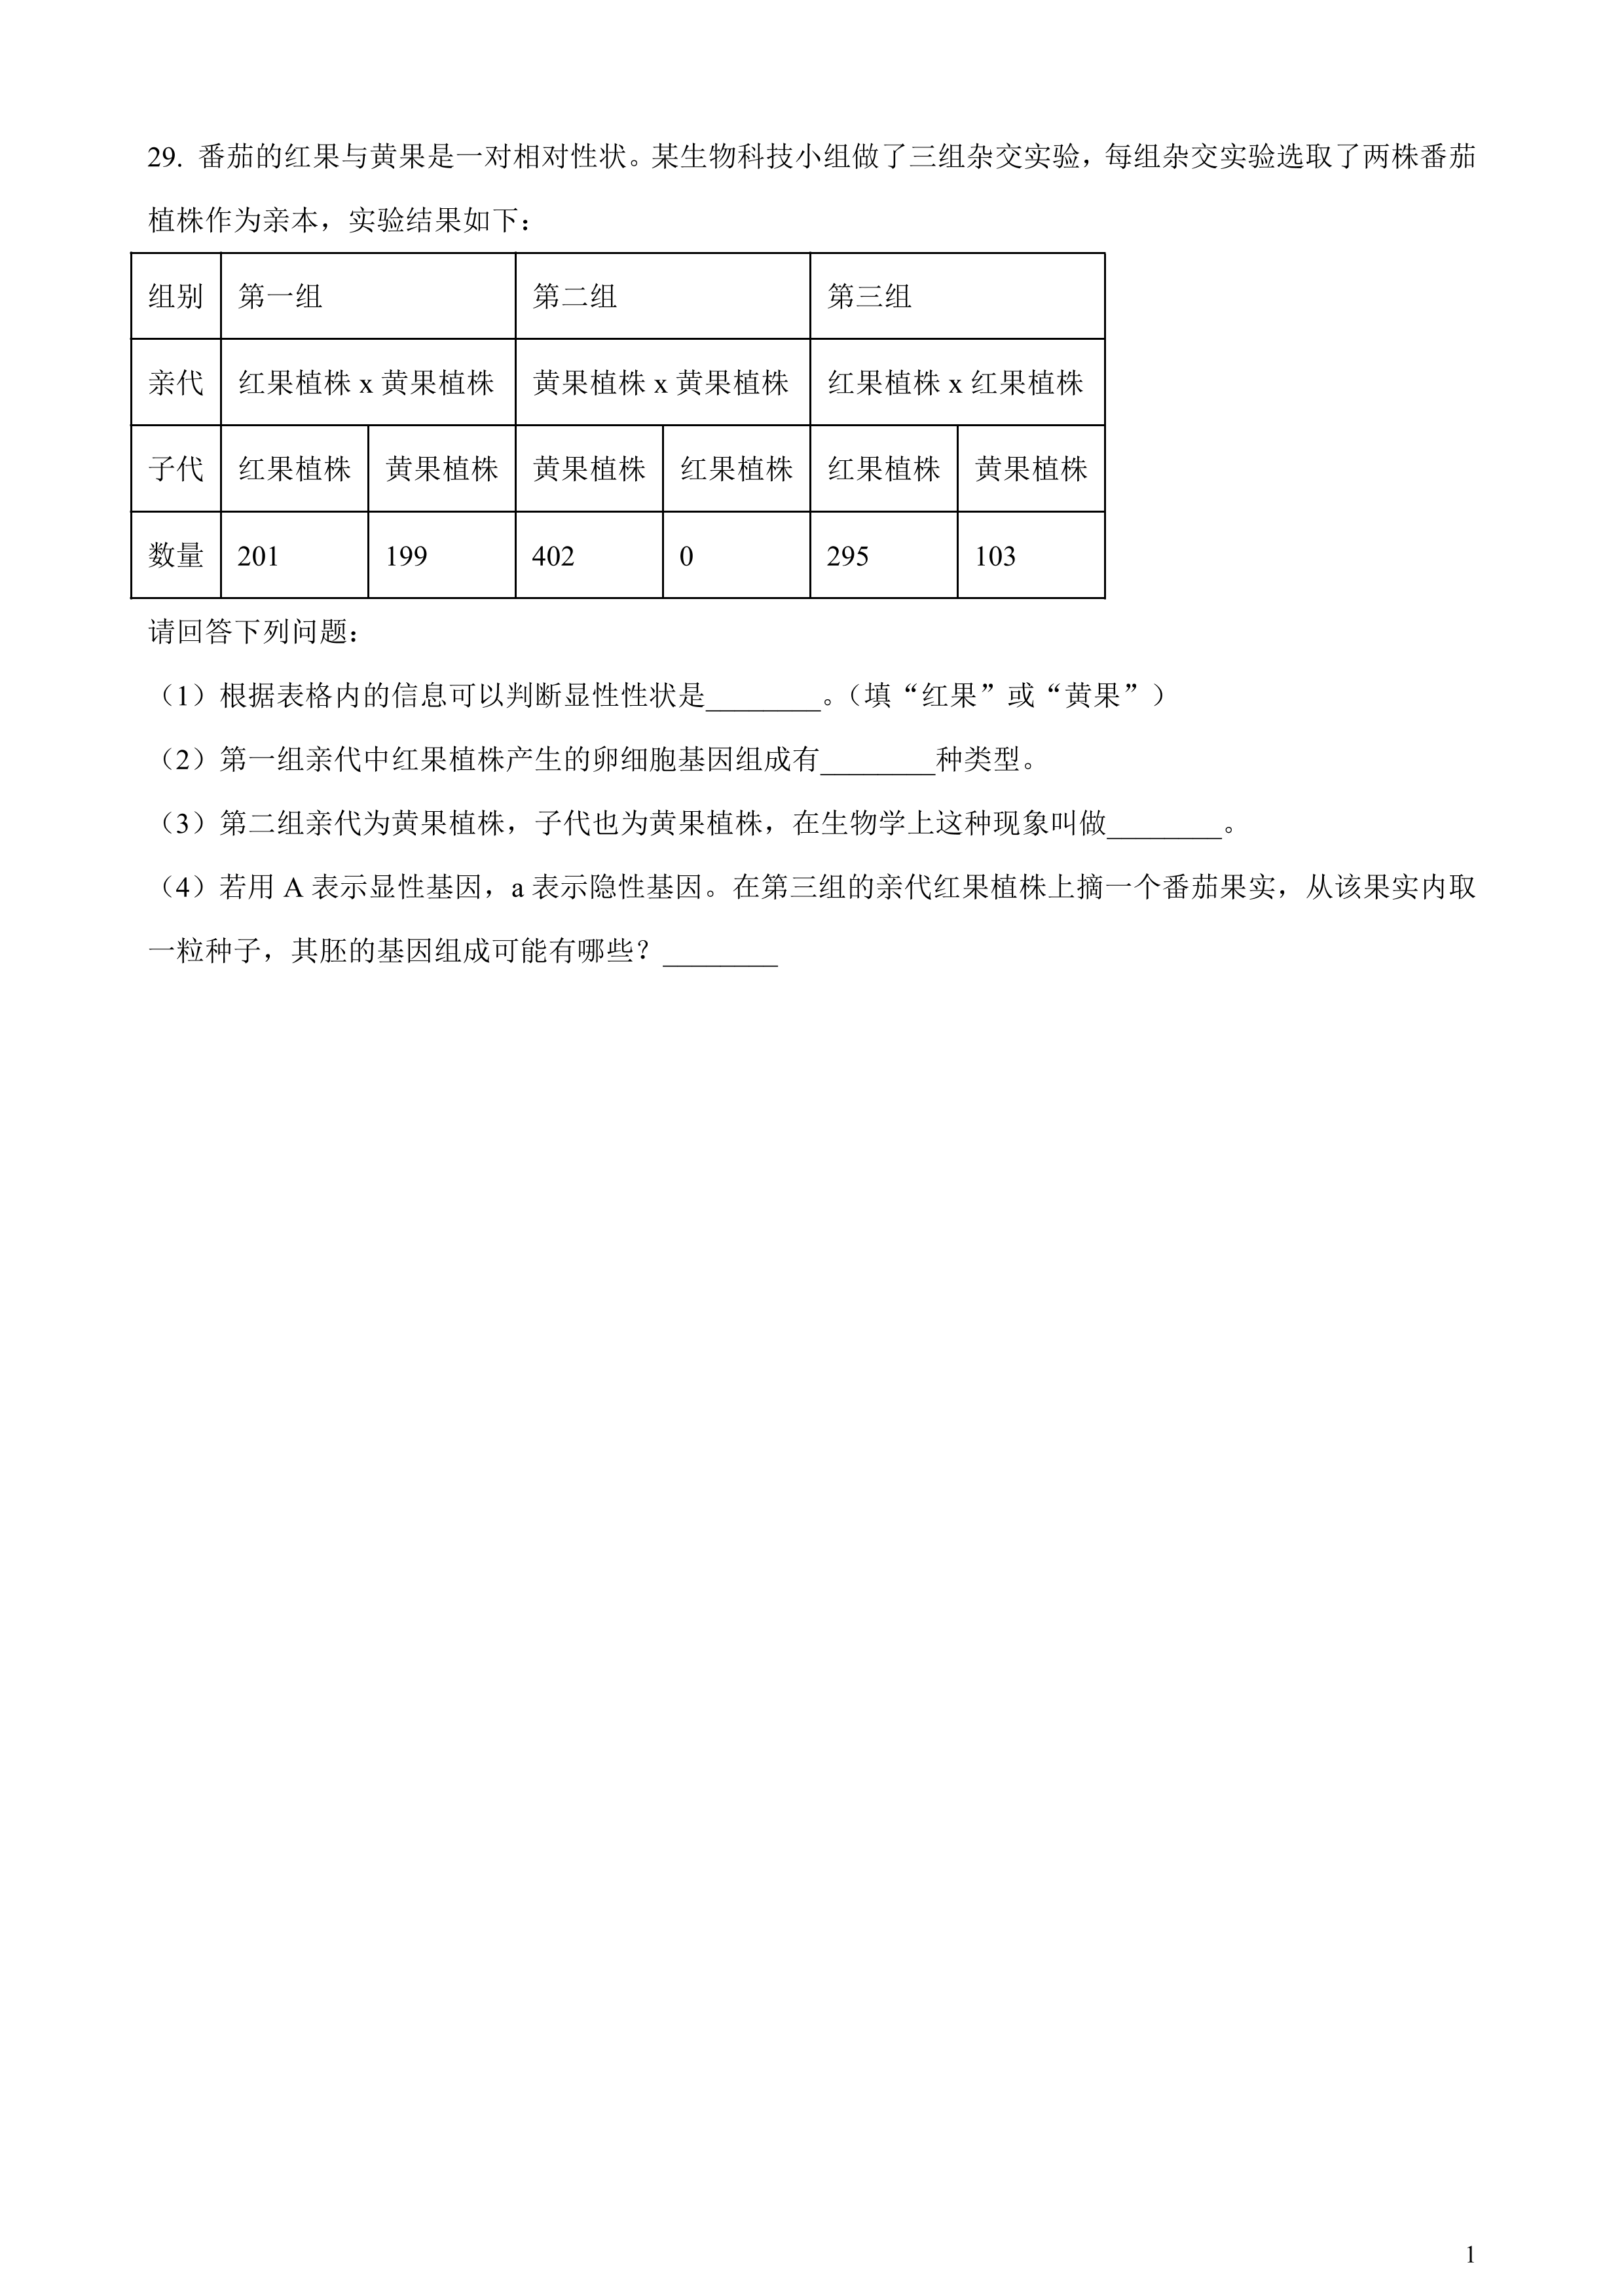 29. 番茄的红果与黄果是一对相对性状。某生物科技小组做了三组杂交实验，每组杂交实验选取了两株番茄
植株作为亲本，实验结果如下：
组别 第一组 第二组 第三组
亲代 红果植株 x 黄果植株 黄果植株 x 黄果植株 红果植株 x 红果植株
子代 红果植株 黄果植株 黄果植株 红果植株 红果植株 黄果植株
数量 201 199 402 0 295 103
请回答下列问题：
（1）根据表格内的信息可以判断显性性状是________。（填“红果”或“黄果”）
（2）第一组亲代中红果植株产生的卵细胞基因组成有________种类型。
（3）第二组亲代为黄果植株，子代也为黄果植株，在生物学上这种现象叫做________。
（4）若用 A 表示显性基因，a 表示隐性基因。在第三组的亲代红果植株上摘一个番茄果实，从该果实内取
一粒种子，其胚的基因组成可能有哪些？________
1